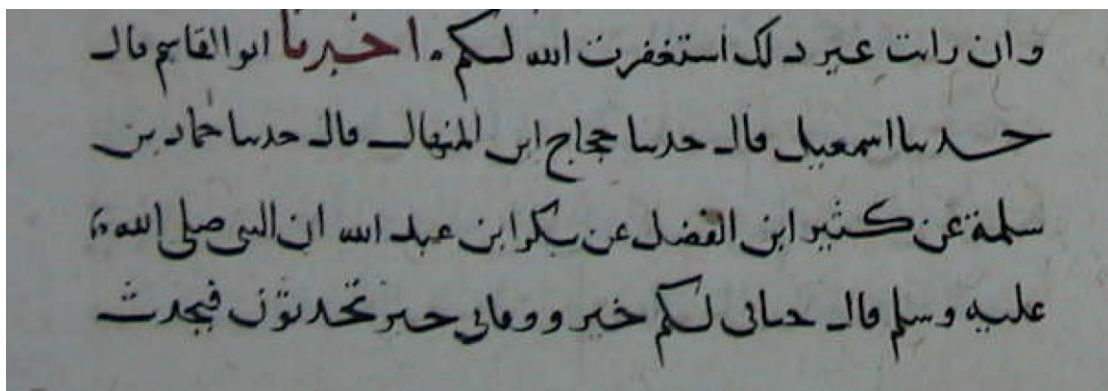 وان رات غير ذلك استغفرت الله لكم اخبرنا ابو القاسم قال
حدثنا اسمعيل قال حدثنا حجاج ابن المنهال قال حدثنا حماد بن
سلمة عن كثير ابن الفضل عن بكر ابن عبد الله ان النبي صلى الله
عليه وسلم قال حياتي لكم خير ووفاتي خير تحدثون فيحدث